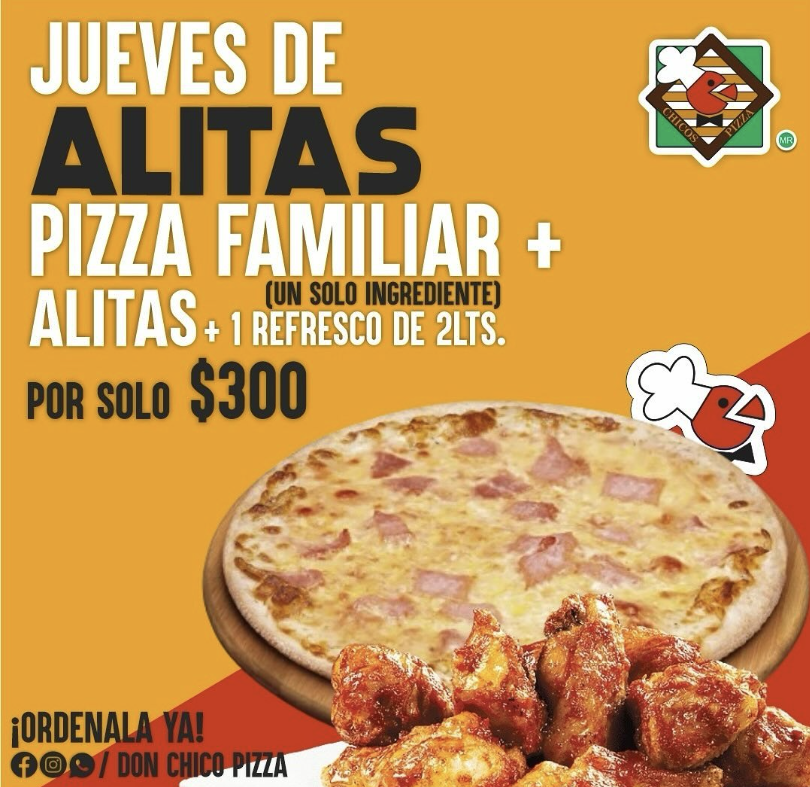 JUEVES DE
ALITAS
PIZZA FAMILIAR +
(UN SOLO INGREDIENTE)
ALITAS + 1 REFRESCO DE 2LTS.
POR SOLO $300
CHICOS PIZZA
MR
¡ORDENALA YA!
/ DON CHICO PIZZA